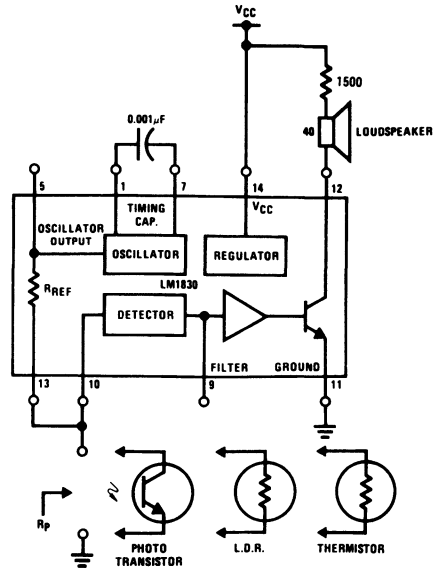 VCC
1500
0.001µF
40
LOUDSPEAKER
5
1
7
14
12
TIMING
CAP.
VCC
OSCILLATOR
OUTPUT
OSCILLATOR
REGULATOR
RREF
LM1830
DETECTOR
FILTER
GROUND
13
10
9
11
RP
PHOTO
TRANSISTOR
L.D.R.
THERMISTOR